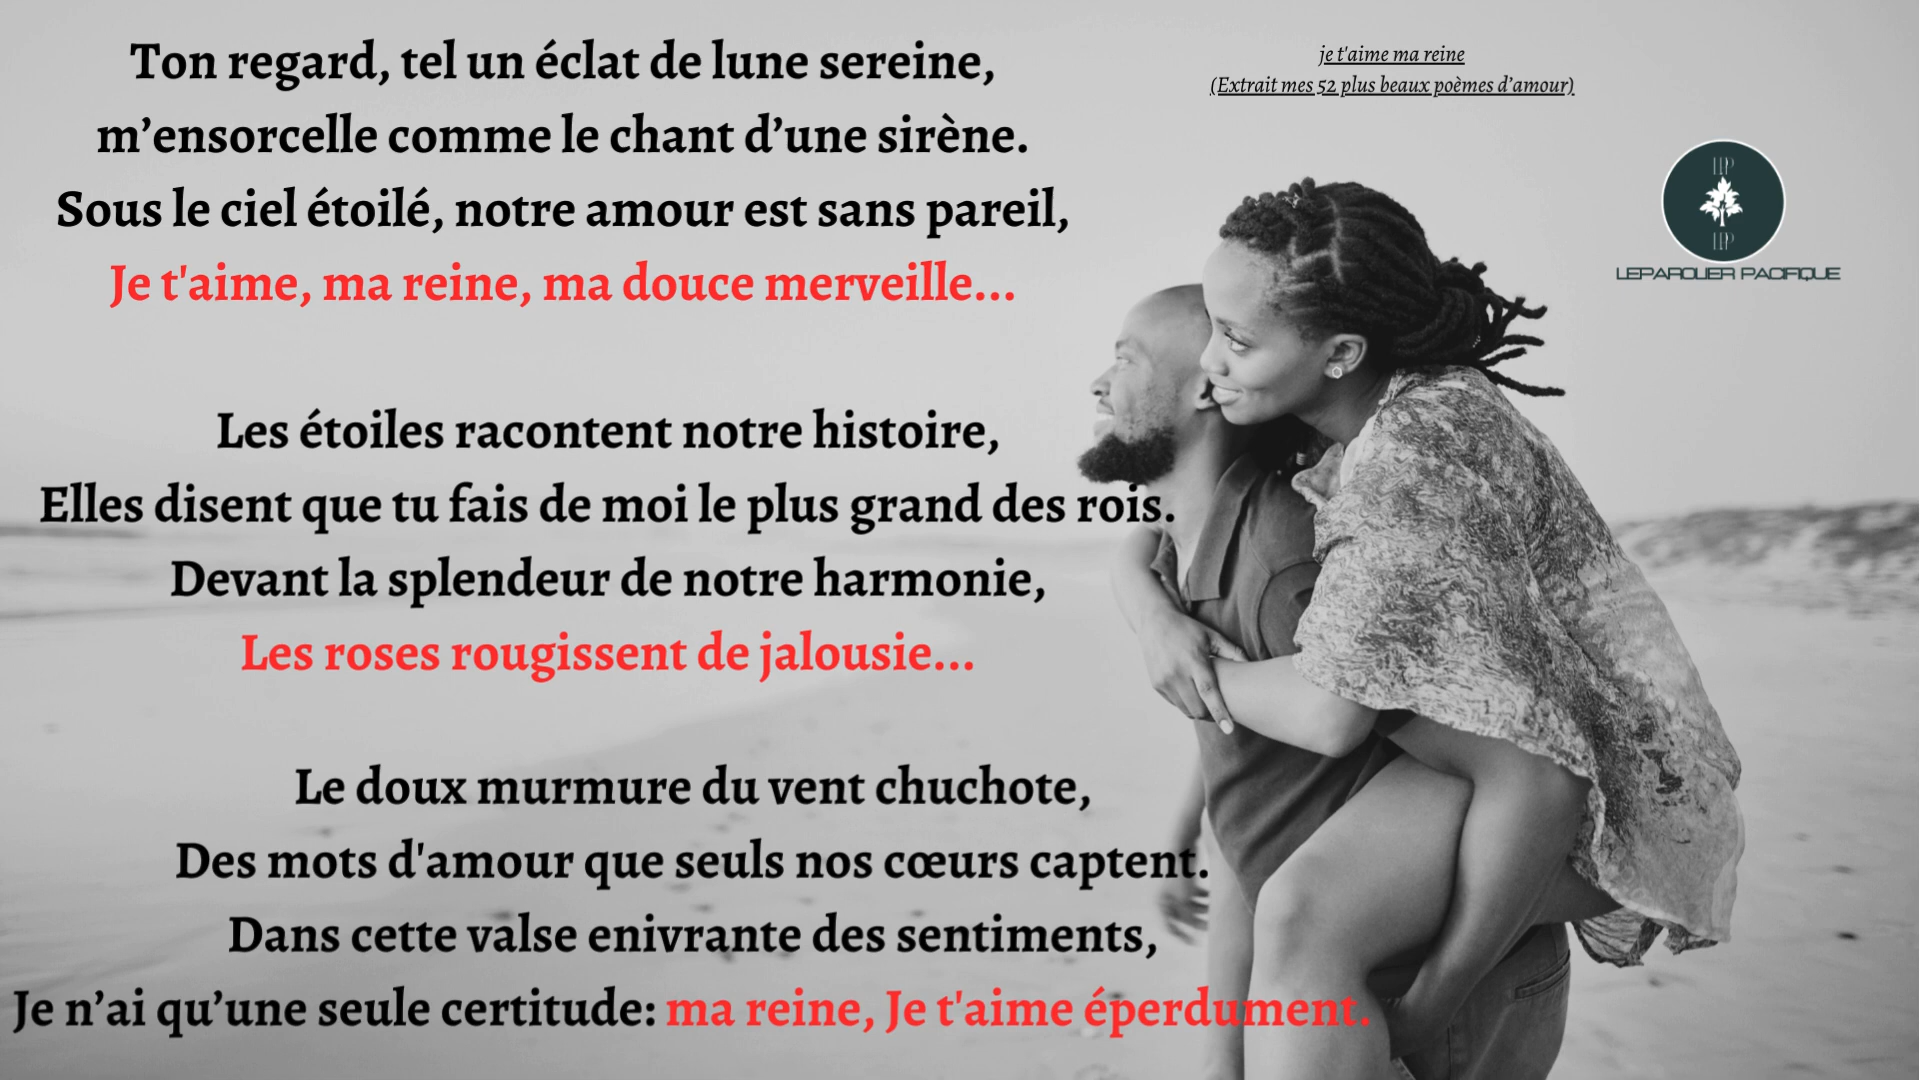 Ton regard, tel un éclat de lune sereine,
m’ensorcelle comme le chant d’une sirène.
Sous le ciel étoilé, notre amour est sans pareil,
Je t'aime, ma reine, ma douce merveille...
Les étoiles racontent notre histoire,
Elles disent que tu fais de moi le plus grand des rois.
Devant la splendeur de notre harmonie,
Les roses rougissent de jalousie...
Le doux murmure du vent chuchote,
Des mots d'amour que seuls nos cœurs captent.
Dans cette valse enivrante des sentiments,
Je n’ai qu’une seule certitude: ma reine, Je t'aime éperdument.
je t'aime ma reine
(Extrait mes 52 plus beaux poèmes d’amour)
LEPAROLIER PACIFIQUE